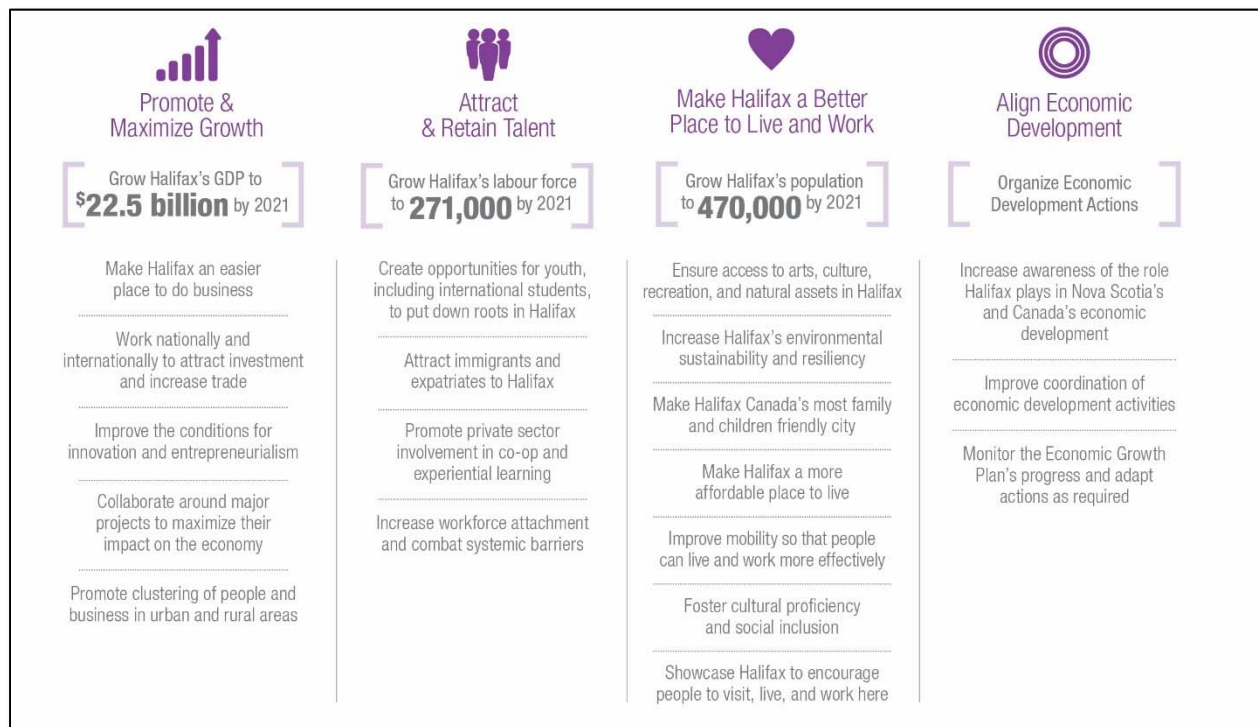 Promote &
Maximize Growth
Grow Halifax's GDP to
$22.5 billion by 2021
Make Halifax an easier
place to do business
Work nationally and
internationally to attract investment
and increase trade
Improve the conditions for
innovation and entrepreneurialism
Collaborate around major
projects to maximize their
impact on the economy
Promote clustering of people and
business in urban and rural areas
Attract
& Retain Talent
Grow Halifax's labour force
to 271,000 by 2021
Create opportunities for youth,
including international students,
to put down roots in Halifax
Attract immigrants and
expatriates to Halifax
Promote private sector
involvement in co-op and
experiential learning
Increase workforce attachment
and combat systemic barriers
Make Halifax a Better
Place to Live and Work
Grow Halifax's population
to 470,000 by 2021
Ensure access to arts, culture,
recreation, and natural assets in Halifax
Increase Halifax's environmental
sustainability and resiliency
Make Halifax Canada's most family
and children friendly city
Make Halifax a more
affordable place to live
Improve mobility so that people
can live and work more effectively
Foster cultural proficiency
and social inclusion
Showcase Halifax to encourage
people to visit, live, and work here
Align Economic
Development
Organize Economic
Development Actions
Increase awareness of the role
Halifax plays in Nova Scotia's
and Canada's economic
development
Improve coordination of
economic development activities
Monitor the Economic Growth
Plan's progress and adapt
actions as required